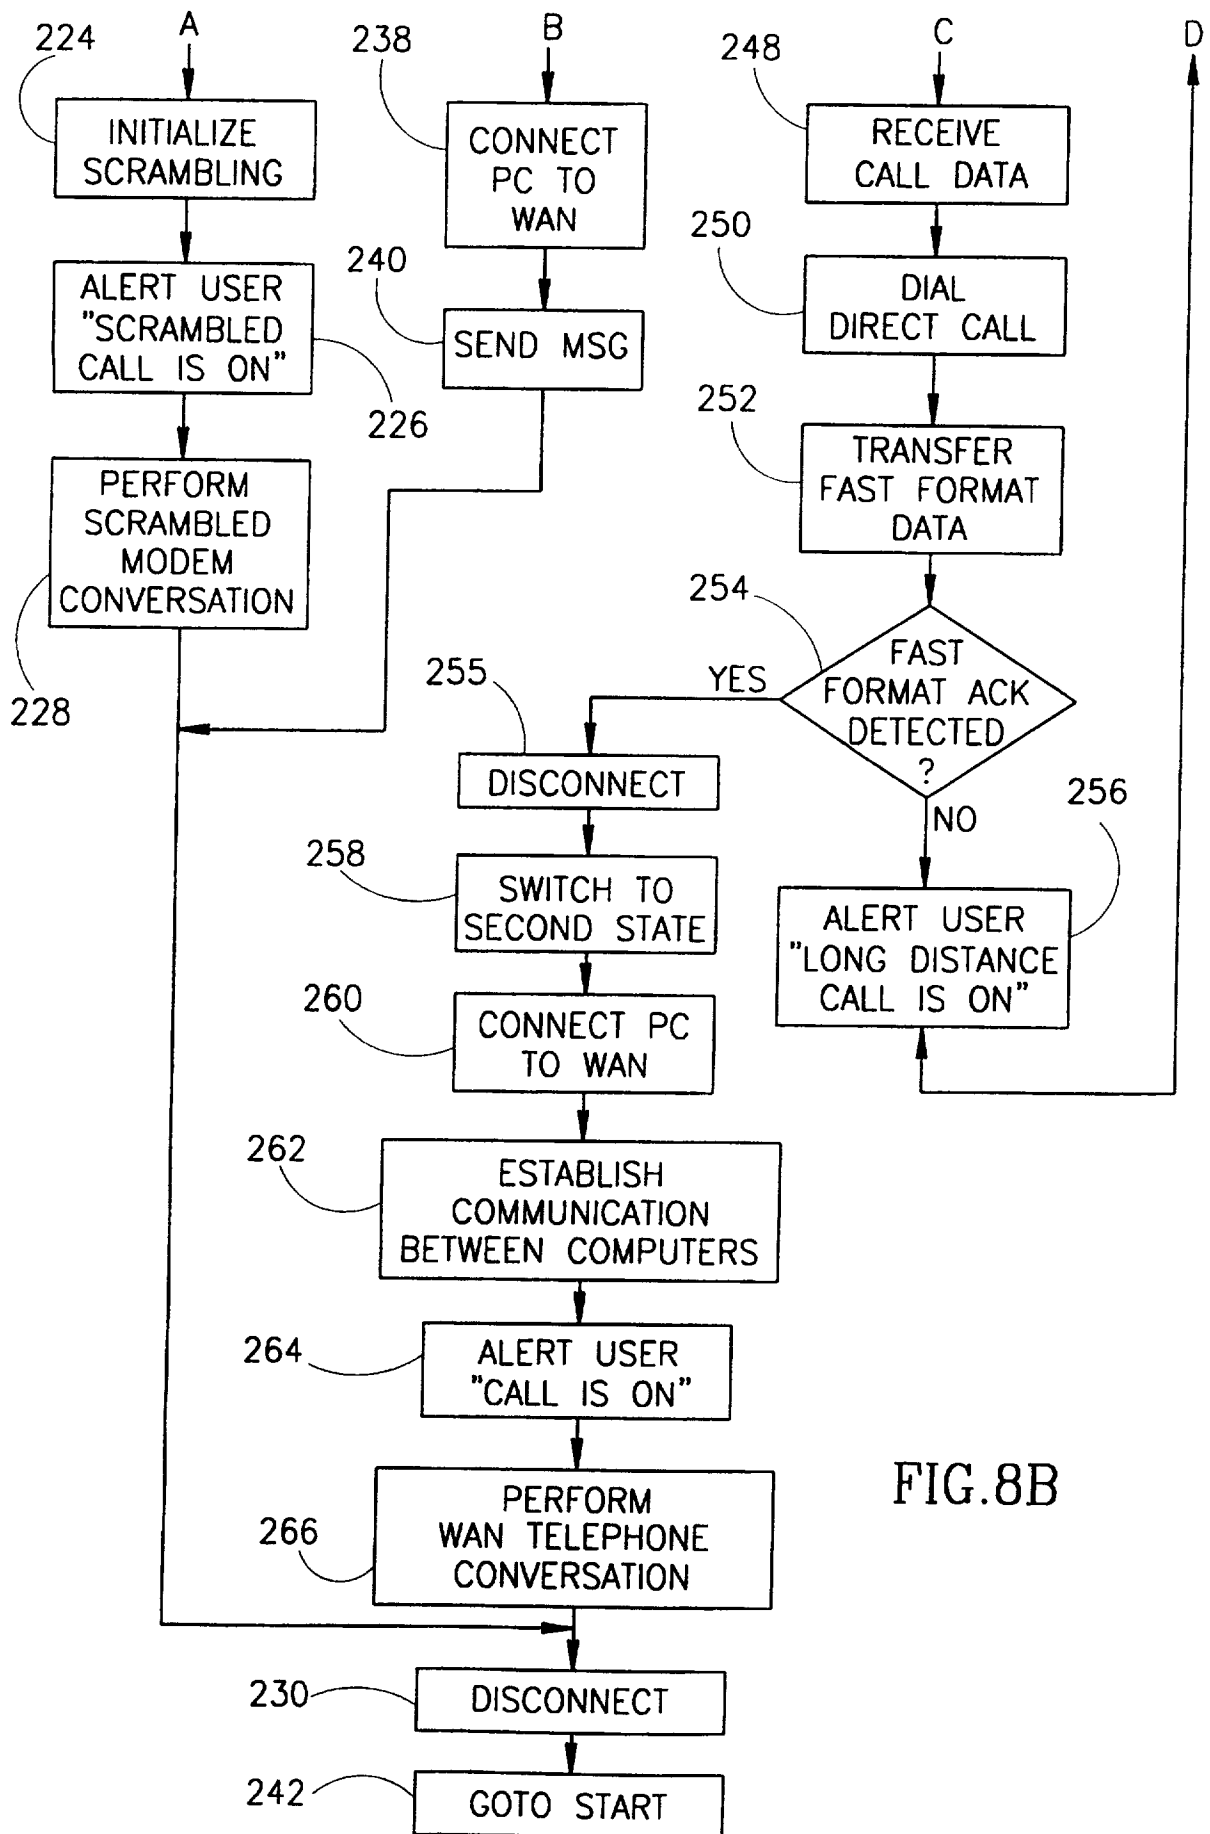 A
224
INITIALIZE
SCRAMBLING
ALERT USER
"SCRAMBLED
CALL IS ON"
226
PERFORM
SCRAMBLED
MODEM
CONVERSATION
228
B
238
CONNECT
PC TO
WAN
240
SEND MSG
C
248
RECEIVE
CALL DATA
250
DIAL
DIRECT CALL
252
TRANSFER
FAST FORMAT
DATA
254
FAST
FORMAT ACK
DETECTED
?
YES
NO
D
255
DISCONNECT
256
ALERT USER
"LONG DISTANCE
CALL IS ON"
258
SWITCH TO
SECOND STATE
260
CONNECT PC
TO WAN
262
ESTABLISH
COMMUNICATION
BETWEEN COMPUTERS
264
ALERT USER
"CALL IS ON"
266
PERFORM
WAN TELEPHONE
CONVERSATION
230
DISCONNECT
242
GOTO START
FIG.8B